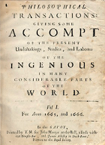 PHILOSOPHICAL
TRANSACTIONS:
GIVING SOME
ACCOMPT
OF THE PRESENT
Undertakings, Studies, and Labours
OF THE
INGENIOUS
IN MANY
CONSIDERABLE PARTS
OF THE
WORLD
Vol I.
For Anno 1665, and 1666.